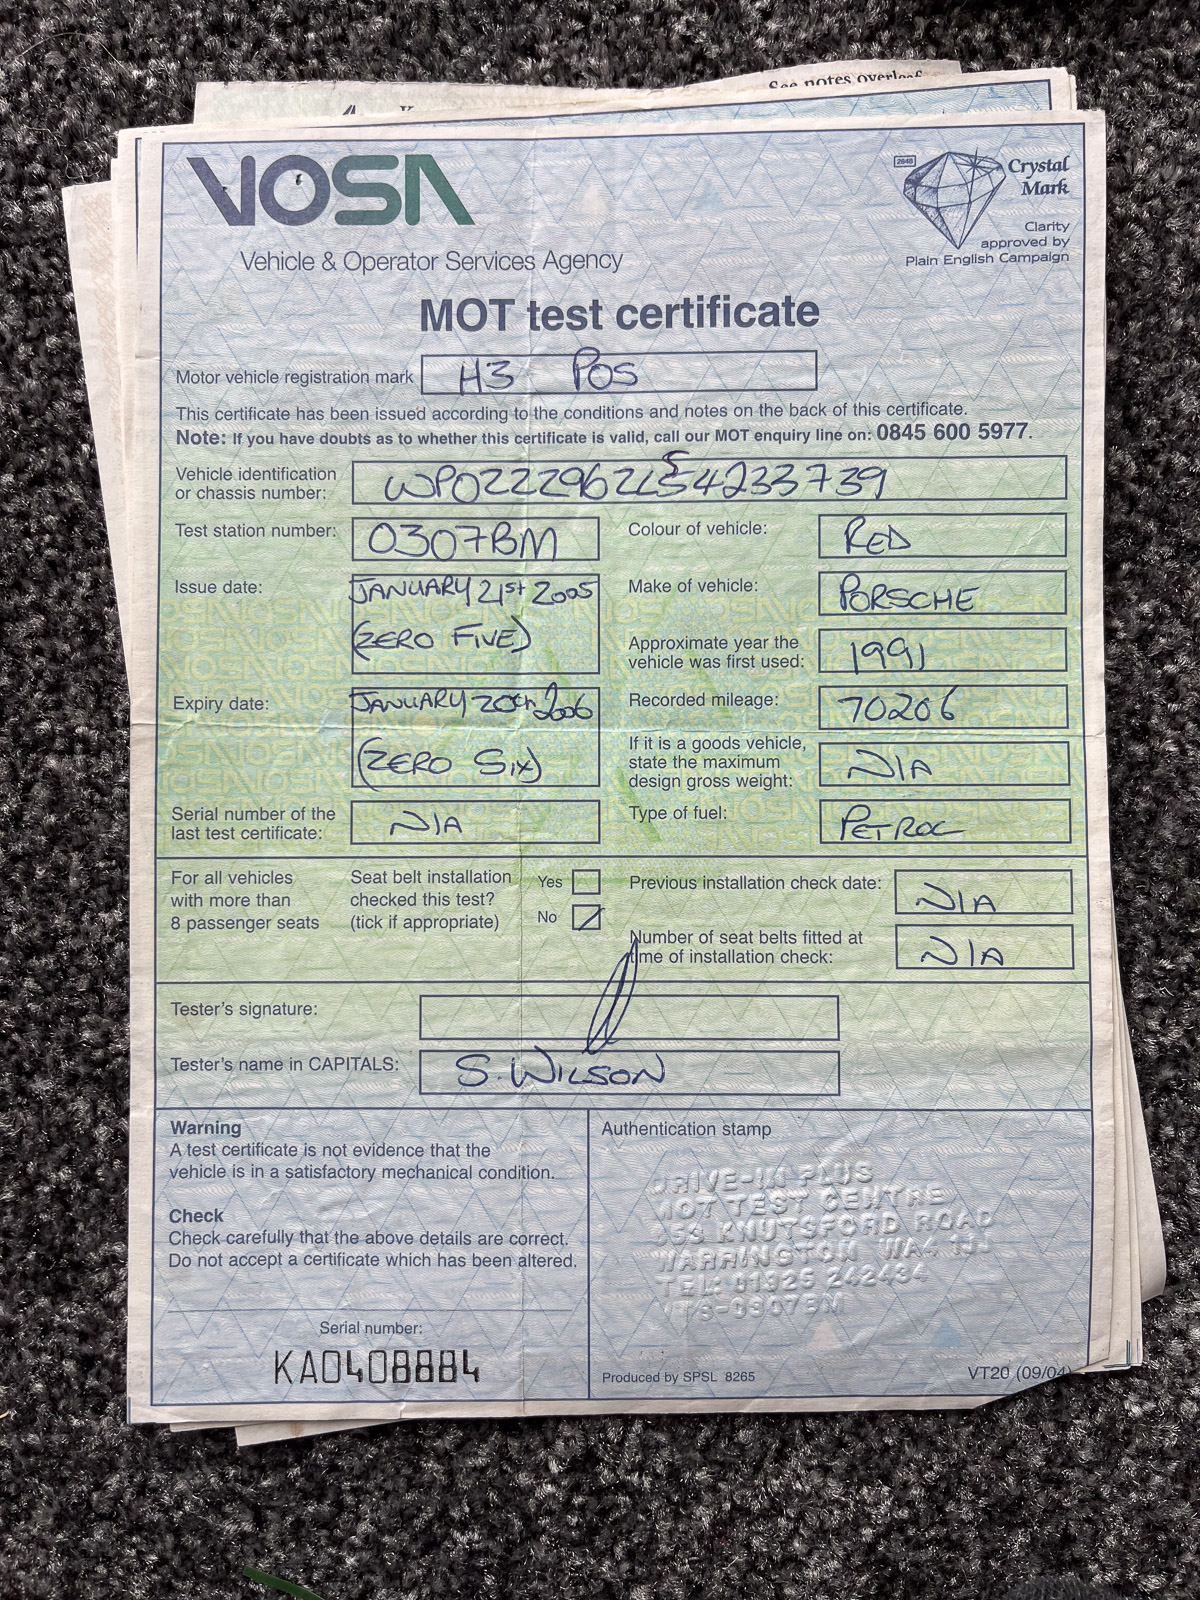 See notes overleaf
VOSA
2848
Crystal Mark
Clarity approved by Plain English Campaign
Vehicle & Operator Services Agency
MOT test certificate
Motor vehicle registration mark H3 POS
This certificate has been issued according to the conditions and notes on the back of this certificate.
Note: If you have doubts as to whether this certificate is valid, call our MOT enquiry line on: 0845 600 5977.
Vehicle identification or chassis number: WPOZZZ96ZLS4233739
Test station number: 0307BM
Colour of vehicle: RED
Issue date: JANUARY 21st 2005
(ZERO FIVE)
Make of vehicle: PORSCHE
Approximate year the vehicle was first used: 1991
Expiry date: JANUARY 20th 2006
(ZERO SIX)
Recorded mileage: 70206
If it is a goods vehicle, state the maximum design gross weight: N/A
Serial number of the last test certificate: N/A
Type of fuel: PETROL
For all vehicles with more than 8 passenger seats
Seat belt installation checked this test? (tick if appropriate)
Yes
No
Previous installation check date: N/A
Number of seat belts fitted at time of installation check: N/A
Tester's signature:
Tester's name in CAPITALS: S. WILSON
Warning
A test certificate is not evidence that the
vehicle is in a satisfactory mechanical condition.
Check
Check carefully that the above details are correct.
Do not accept a certificate which has been altered.
Serial number:
KA0408884
Authentication stamp
DRIVE-IN PLUS
MOT TEST CENTRE
KNUTSFORD ROAD
WARRINGTON WA4 1JJ
TEL: 01925 242434
VTS-0307BM
Produced by SPSL 8265
VT20 (09/04)